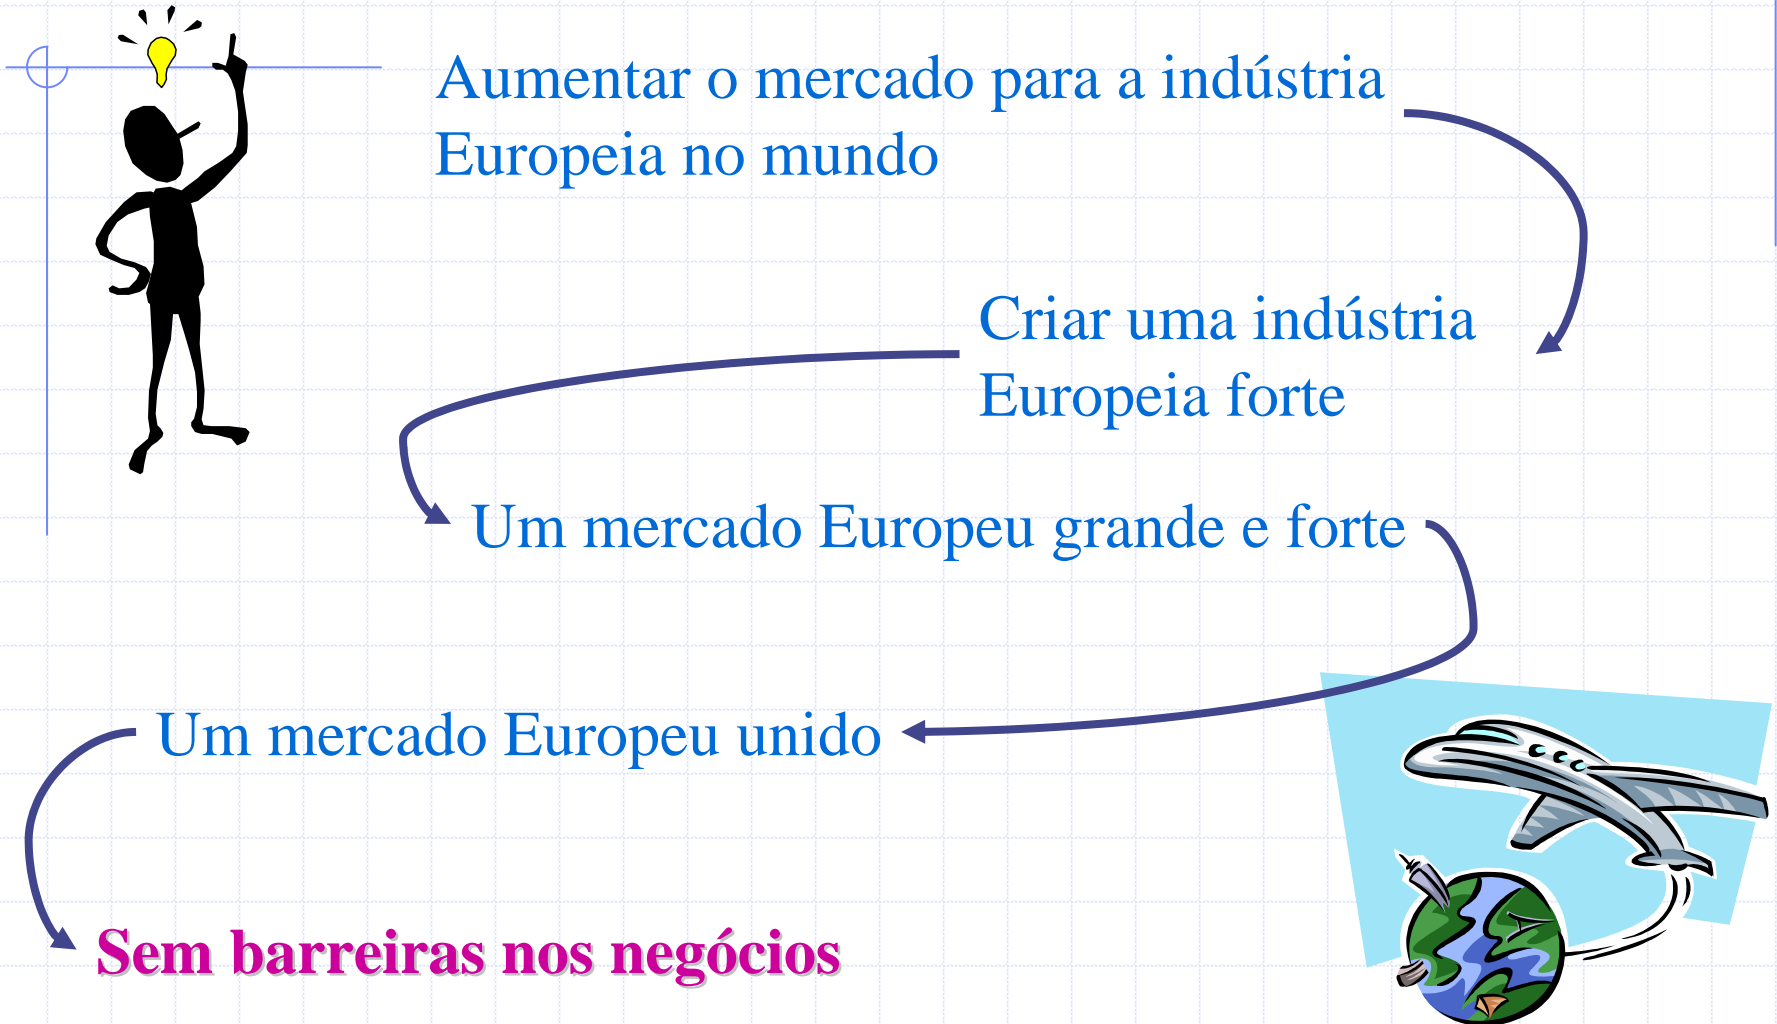 Aumentar o mercado para a indústria
Europeia no mundo
Criar uma indústria
Europeia forte
Um mercado Europeu grande e forte
Um mercado Europeu unido
Sem barreiras nos negócios